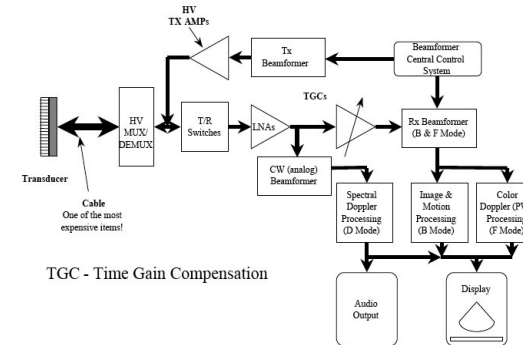 HV
TX AMPs
Tx
Beamformer
Beamformer
Central Control
System
Transducer
HV
MUX/
DEMUX
T/R
Switches
LNAs
TGCs
Rx Beamformer
(B & F Mode)
Cable
One of the most
expensive items!
CW (analog)
Beamformer
Spectral
Doppler
Processing
(D Mode)
Image &
Motion
Processing
(B Mode)
Color
Doppler (PW
Processing
(F Mode)
TGC - Time Gain Compensation
Audio
Output
Display